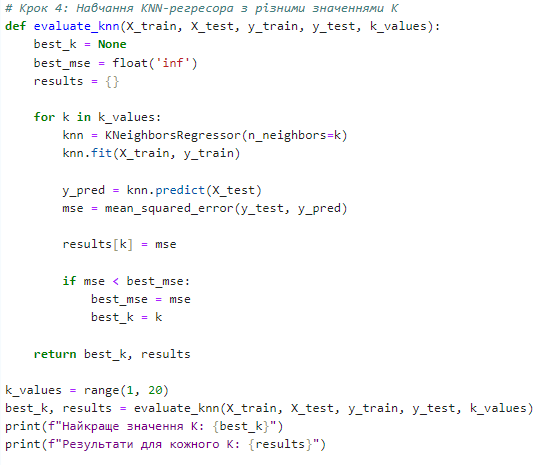 # Крок 4: Навчання KNN-регресора з різними значеннями K
def evaluate_knn(X_train, X_test, y_train, y_test, k_values):
    best_k = None
    best_mse = float('inf')
    results = {}

    for k in k_values:
        knn = KNeighborsRegressor(n_neighbors=k)
        knn.fit(X_train, y_train)

        y_pred = knn.predict(X_test)
        mse = mean_squared_error(y_test, y_pred)

        results[k] = mse

        if mse < best_mse:
            best_mse = mse
            best_k = k

    return best_k, results

k_values = range(1, 20)
best_k, results = evaluate_knn(X_train, X_test, y_train, y_test, k_values)
print(f"Найкраще значення K: {best_k}")
print(f"Результати для кожного K: {results}")